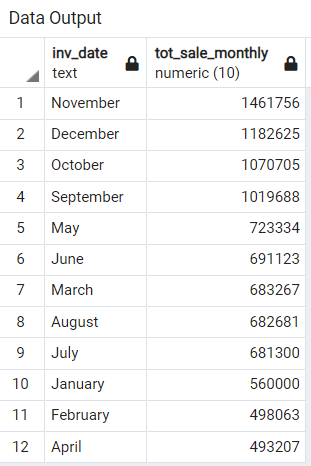 Data Output
inv_date tot_sale_monthly
text numeric (10)
1 November 1461756
2 December 1182625
3 October 1070705
4 September 1019688
5 May 723334
6 June 691123
7 March 683267
8 August 682681
9 July 681300
10 January 560000
11 February 498063
12 April 493207